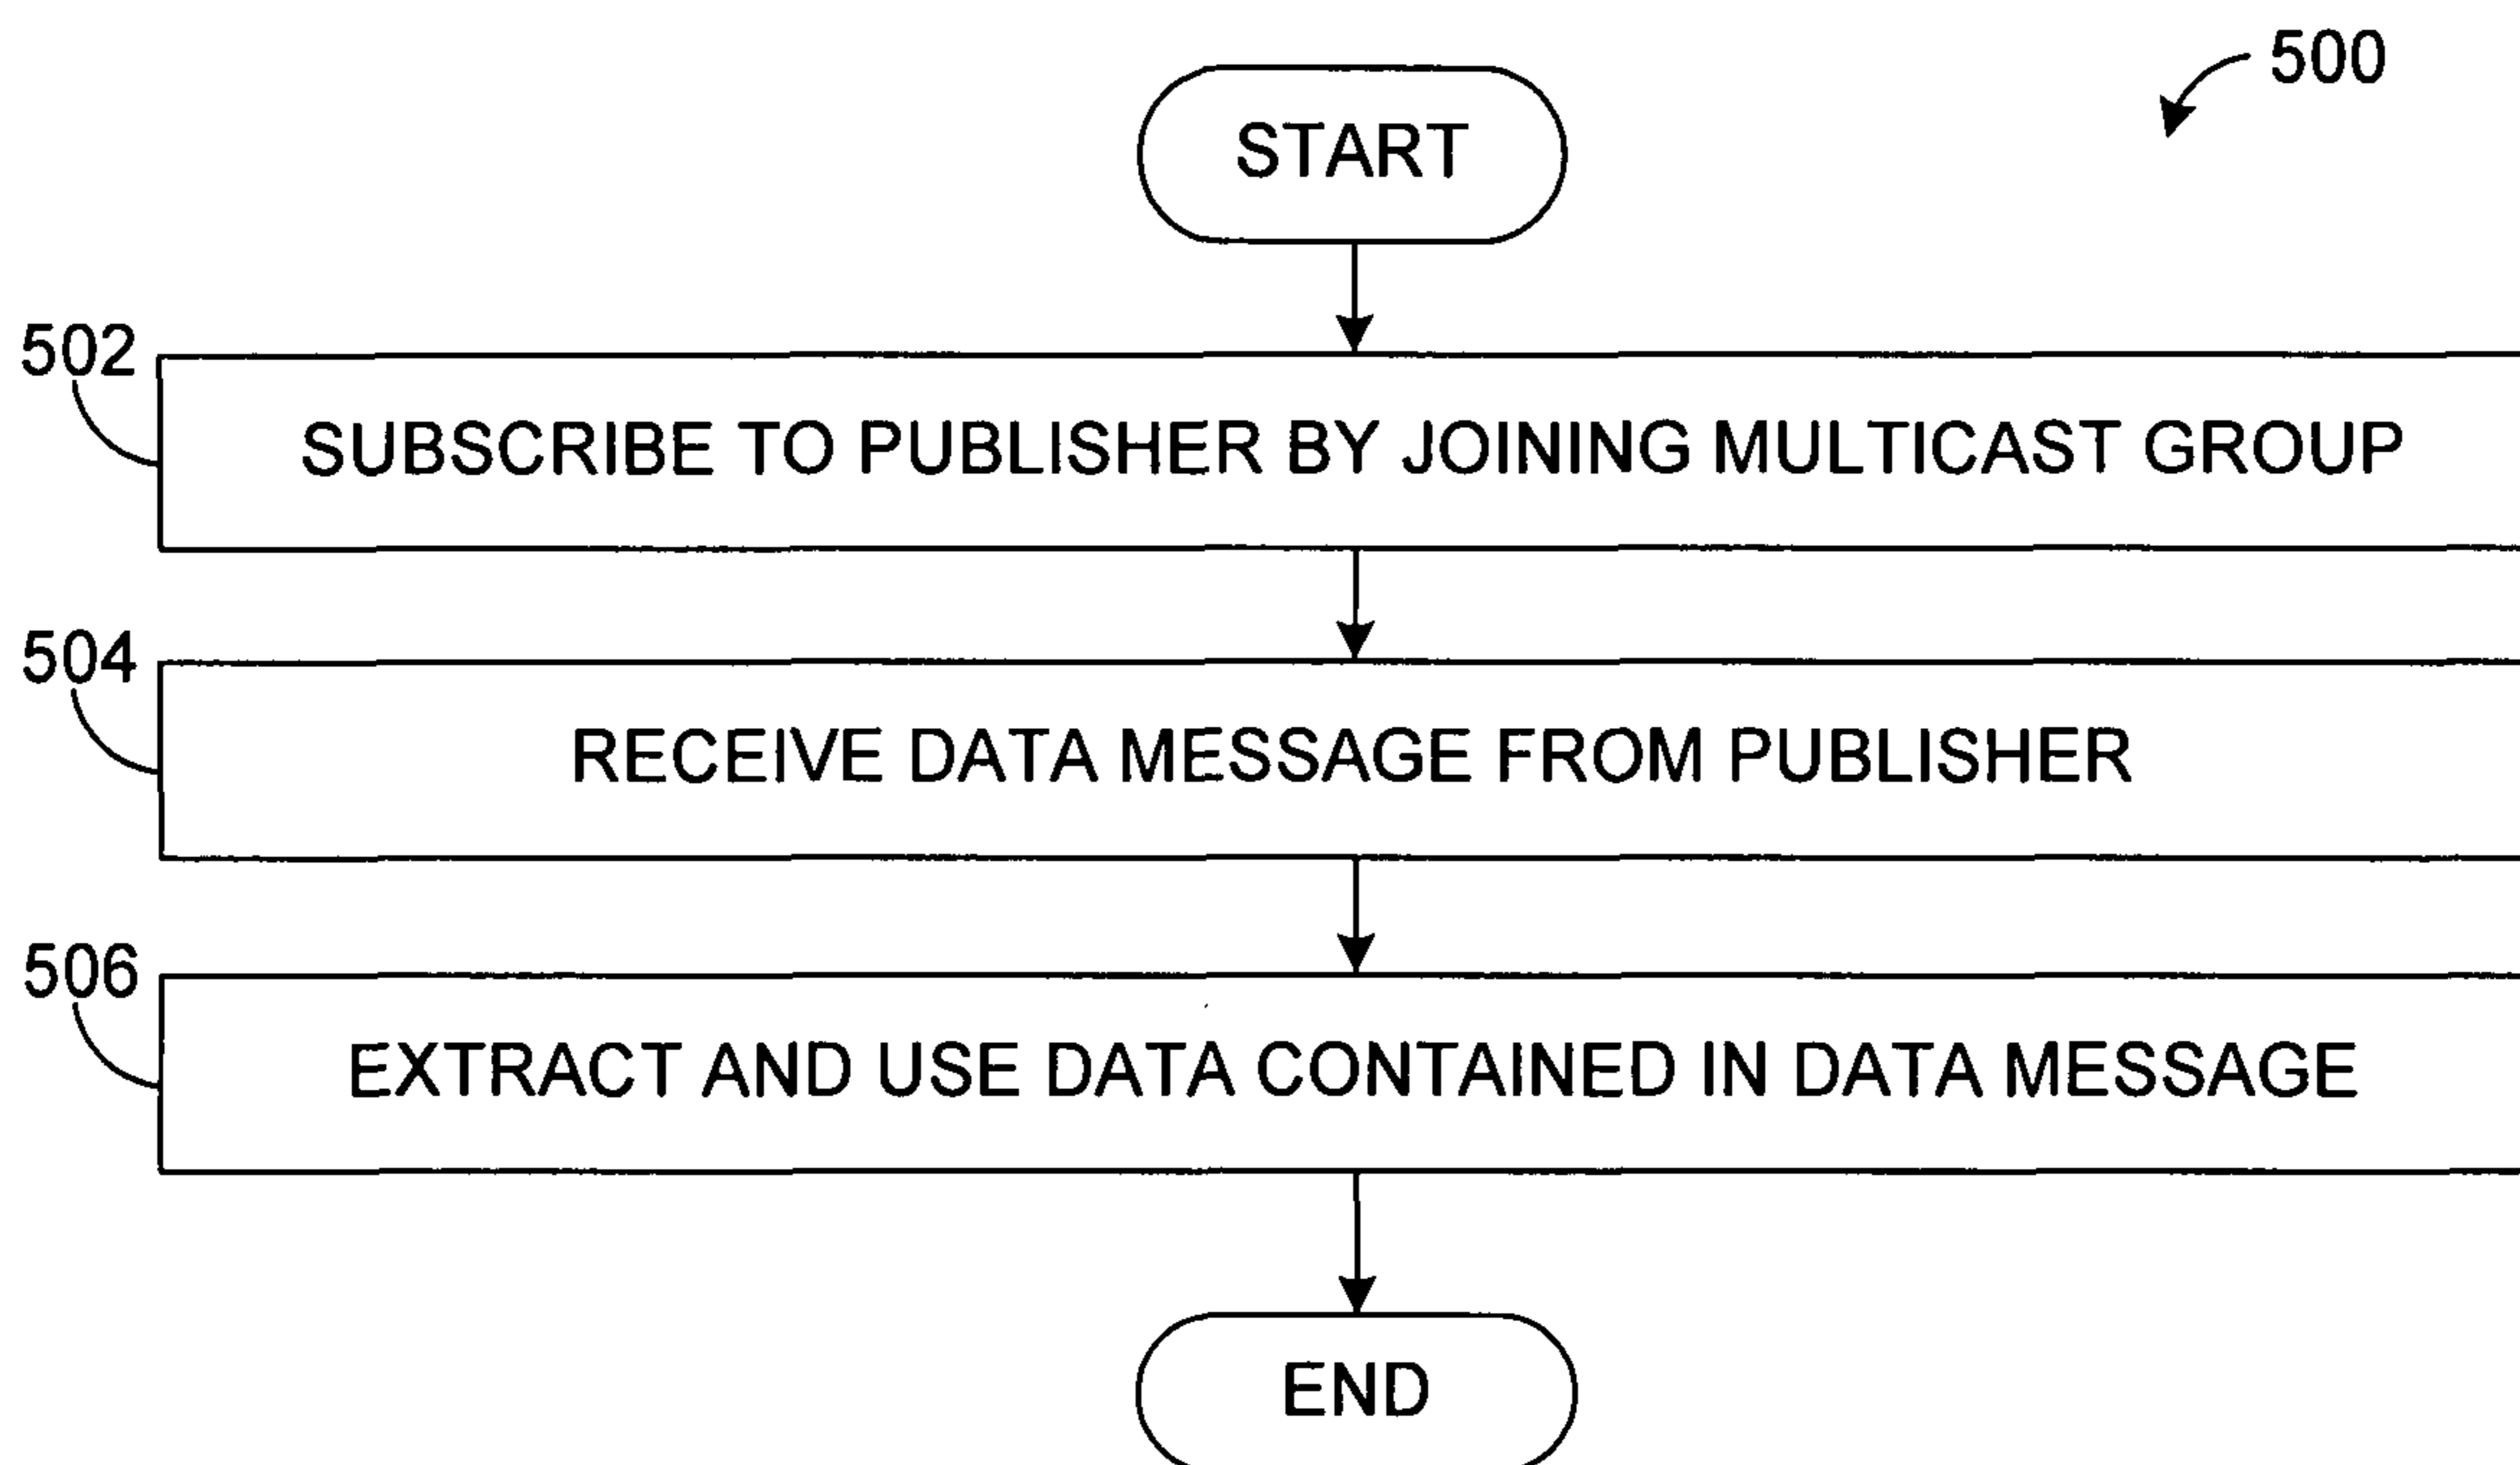 500
START
502
SUBSCRIBE TO PUBLISHER BY JOINING MULTICAST GROUP
504
RECEIVE DATA MESSAGE FROM PUBLISHER
506
EXTRACT AND USE DATA CONTAINED IN DATA MESSAGE
END